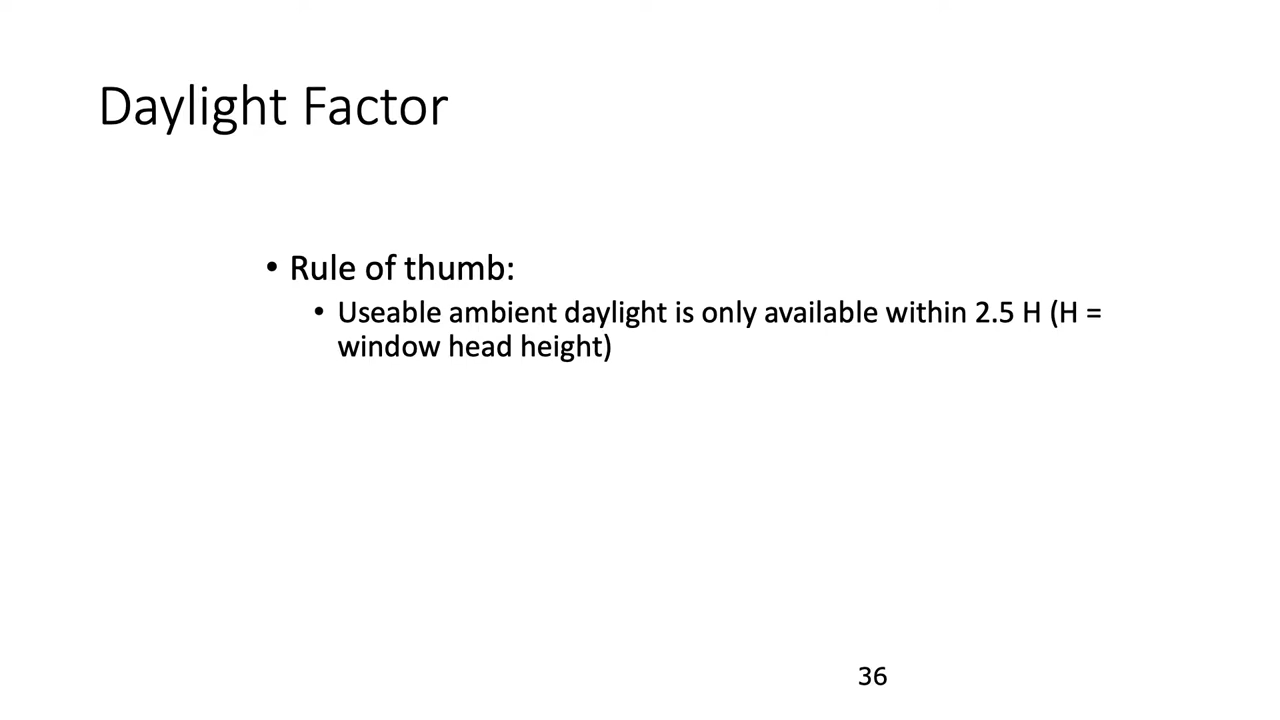 Daylight Factor
• Rule of thumb:
• Useable ambient daylight is only available within 2.5 H (H =
window head height)
36